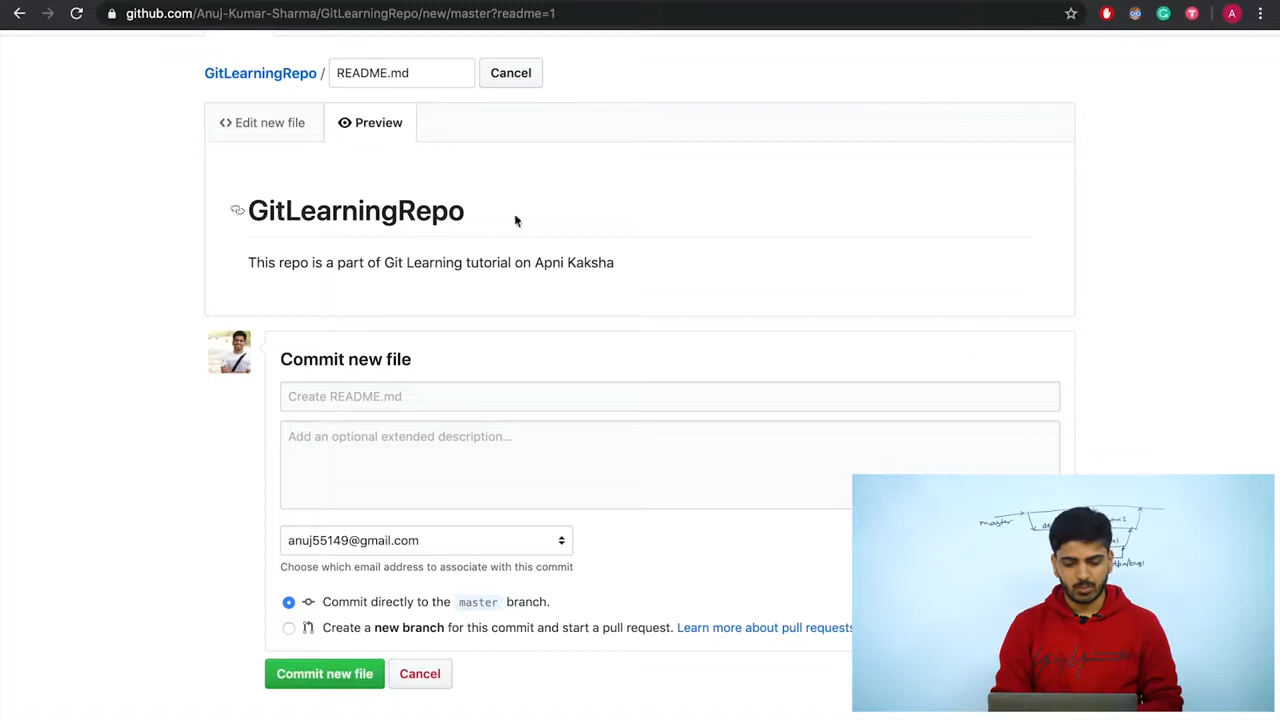 github.com/Anuj-Kumar-Sharma/GitLearningRepo/new/master?readme=1
A
GitLearningRepo / README.md Cancel
Edit new file Preview
GitLearningRepo
This repo is a part of Git Learning tutorial on Apni Kaksha
Commit new file
Create README.md
Add an optional extended description...
anuj55149@gmail.com
Choose which email address to associate with this commit
Commit directly to the master branch.
Create a new branch for this commit and start a pull request. Learn more about pull requests
Commit new file Cancel
master